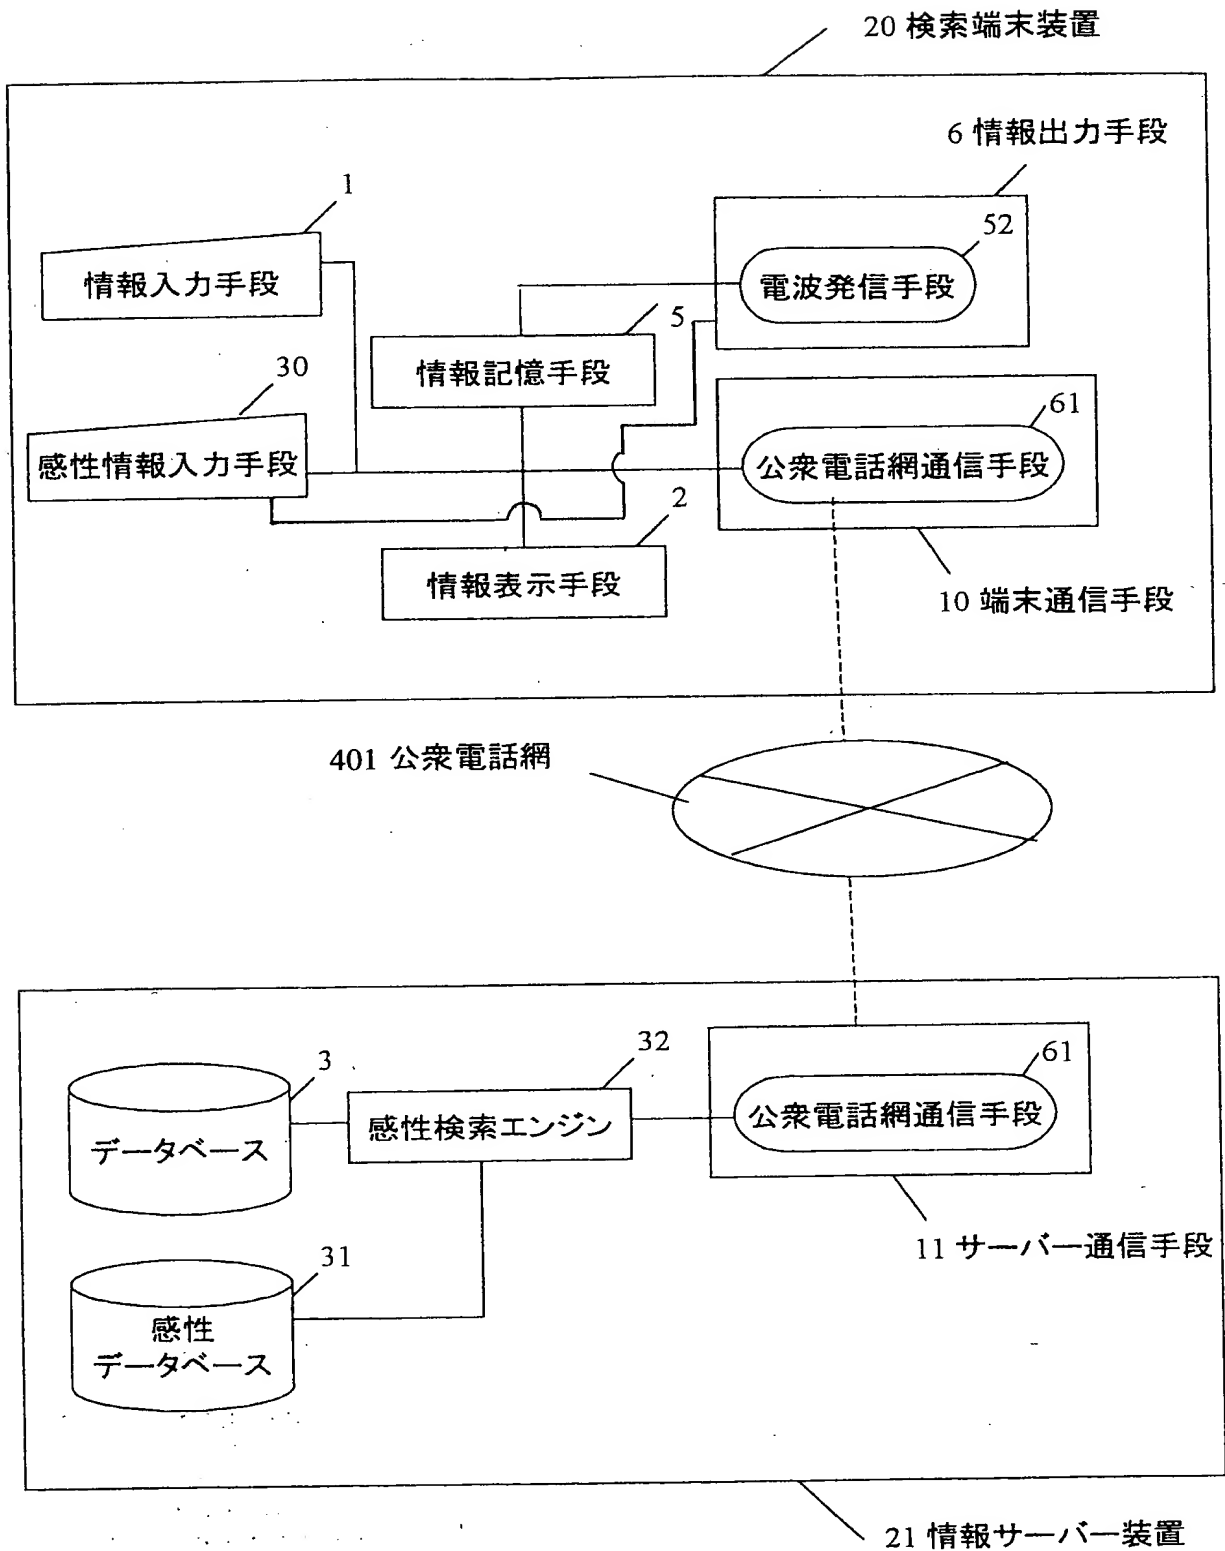 20 検索端末装置
6 情報出力手段
1
52
情報入力手段
電波発信手段
5
情報記憶手段
30
61
感性情報入力手段
公衆電話網通信手段
2
情報表示手段
10 端末通信手段
401 公衆電話網
32
3
61
感性検索エンジン
公衆電話網通信手段
データベース
11 サーバー通信手段
31
感性
データベース
21 情報サーバー装置